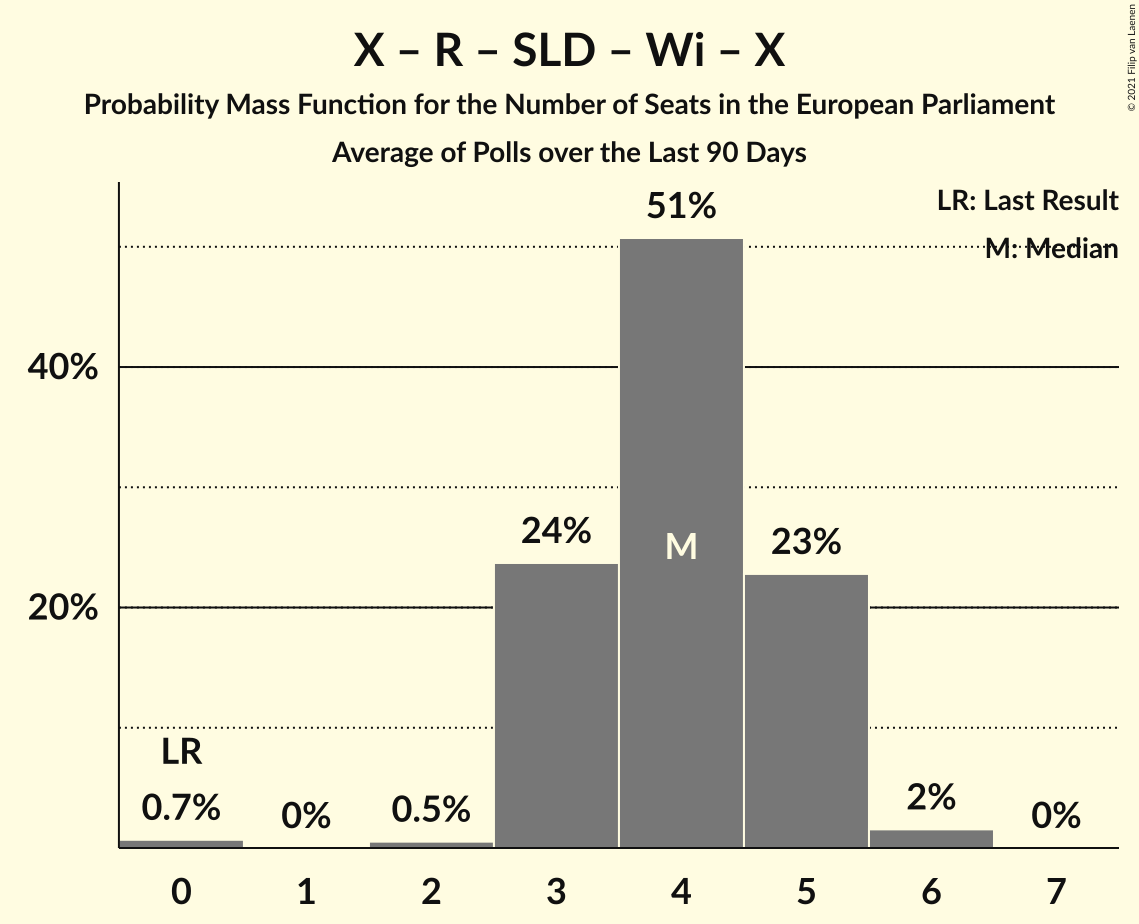 X – R – SLD – Wi – X
Probability Mass Function for the Number of Seats in the European Parliament
Average of Polls over the Last 90 Days
© 2021 Filip van Laenen
LR: Last Result
M: Median
51%
40%
24%
M
23%
20%
LR
0.7%
0%
0.5%
2%
0%
0 1 2 3 4 5 6 7